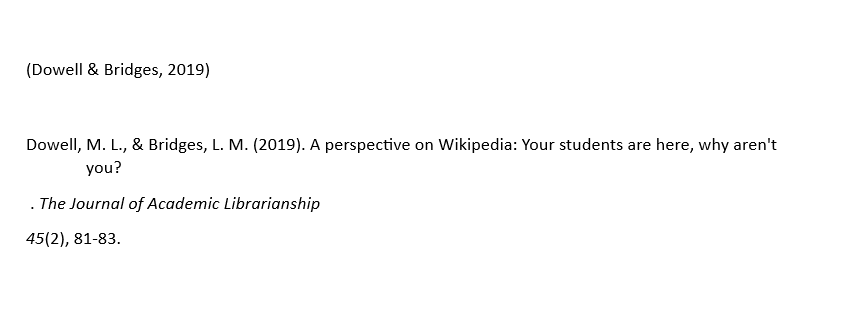 (Dowell & Bridges, 2019)
Dowell, M. L., & Bridges, L. M. (2019). A perspective on Wikipedia: Your students are here, why aren't
you?
. The Journal of Academic Librarianship
45(2), 81-83.